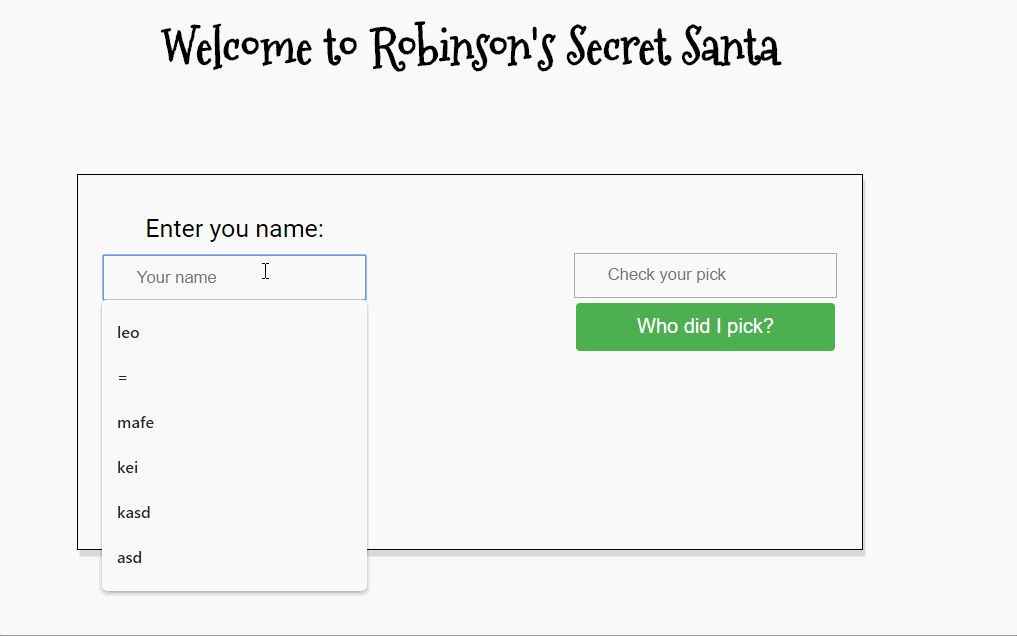 Welcome to Robinson's Secret Santa
Enter you name:
Your name
leo
=
mafe
kei
kasd
asd
Check your pick
Who did I pick?